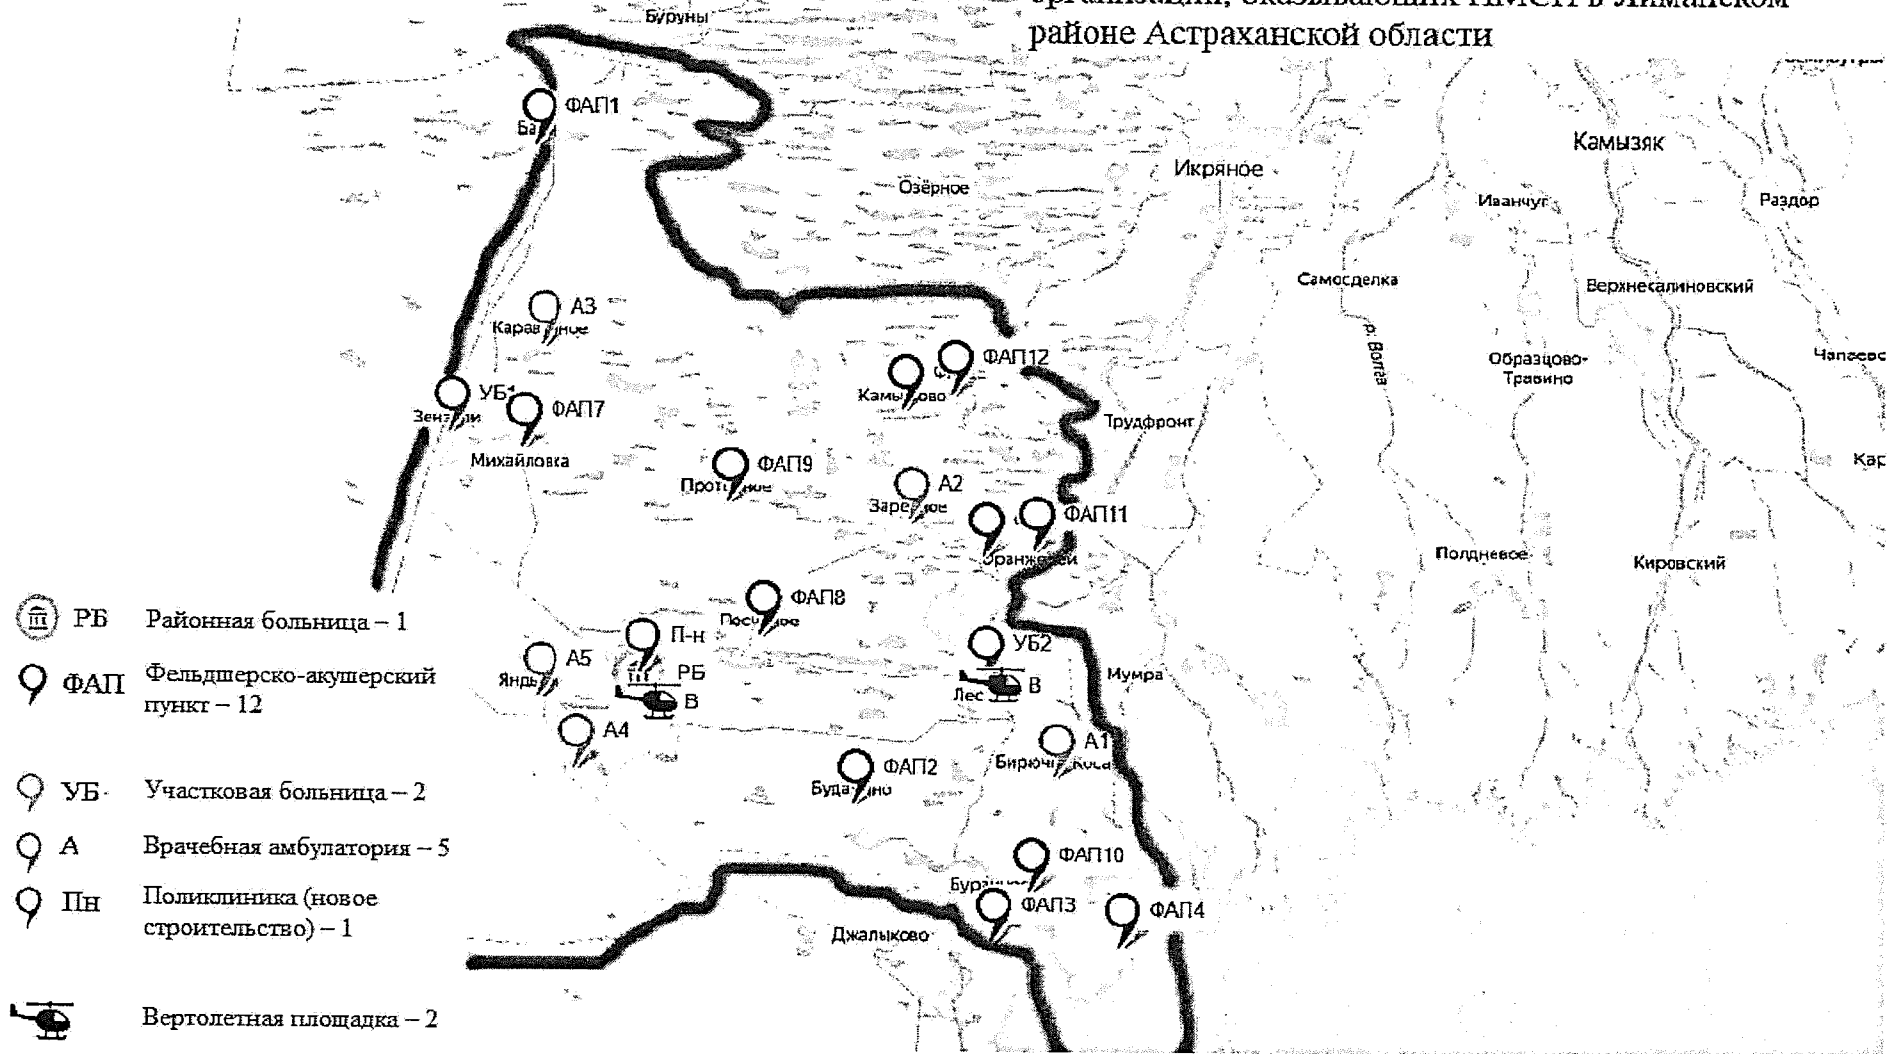 Буруны
районе Астраханской области
ФАП1
Камызяк
Икряное
Озёрное
Иванчуг
Раздор
Самосделка
Верхнекалиновский
А3
р. Волга
ФАП12
Образцово-
Травино
УБ1
ФАП7
Трудфронт
Михайловка
ФАП9
А2
Кар
ФАП11
Полдневое
Кировский
ФАП8
РБ Районная больница – 1
П-н
УБ2
А5
РБ
Мумра
ФАП Фельдшерско-акушерский
пункт – 12
Лес
В
В
А4
А1
ФАП2
УБ Участковая больница – 2
А Врачебная амбулатория – 5
ФАП10
Пн Поликлиника (новое
строительство) – 1
ФАП3
ФАП4
Джалыково
Вертолетная площадка – 2